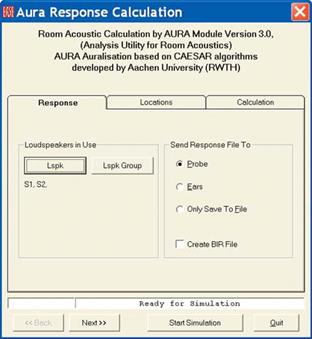 Aura Response Calculation
Room Acoustic Calculation by AURA Module Version 3.0,
(Analysis Utility for Room Acoustics)
AURA Auralisation based on CAESAR algorithms
developed by Aachen University (RWTH)
Response Locations Calculation
Loudspeakers in Use
Lspk Lspk Group
S1, S2,
Send Response File To
Probe
Ears
Only Save To File
Create BIR File
Ready for Simulation
<< Back Next >> Start Simulation Quit